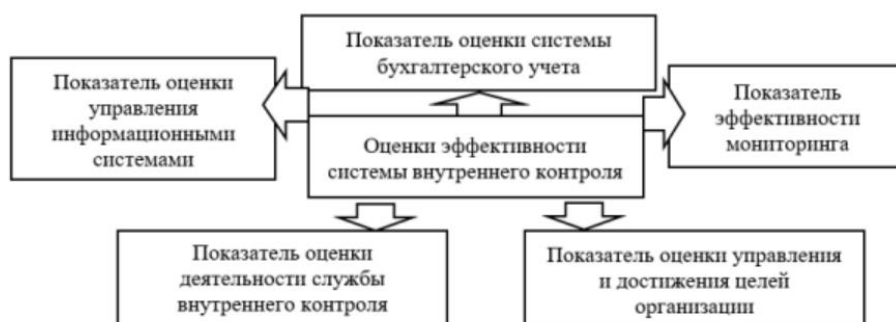 Показатель оценки системы
бухгалтерского учета
Показатель оценки
управления
информационными
системами
Показатель
эффективности
мониторинга
Оценки эффективности
системы внутреннего контроля
Показатель оценки
деятельности службы
внутреннего контроля
Показатель оценки управления
и достижения целей
организации